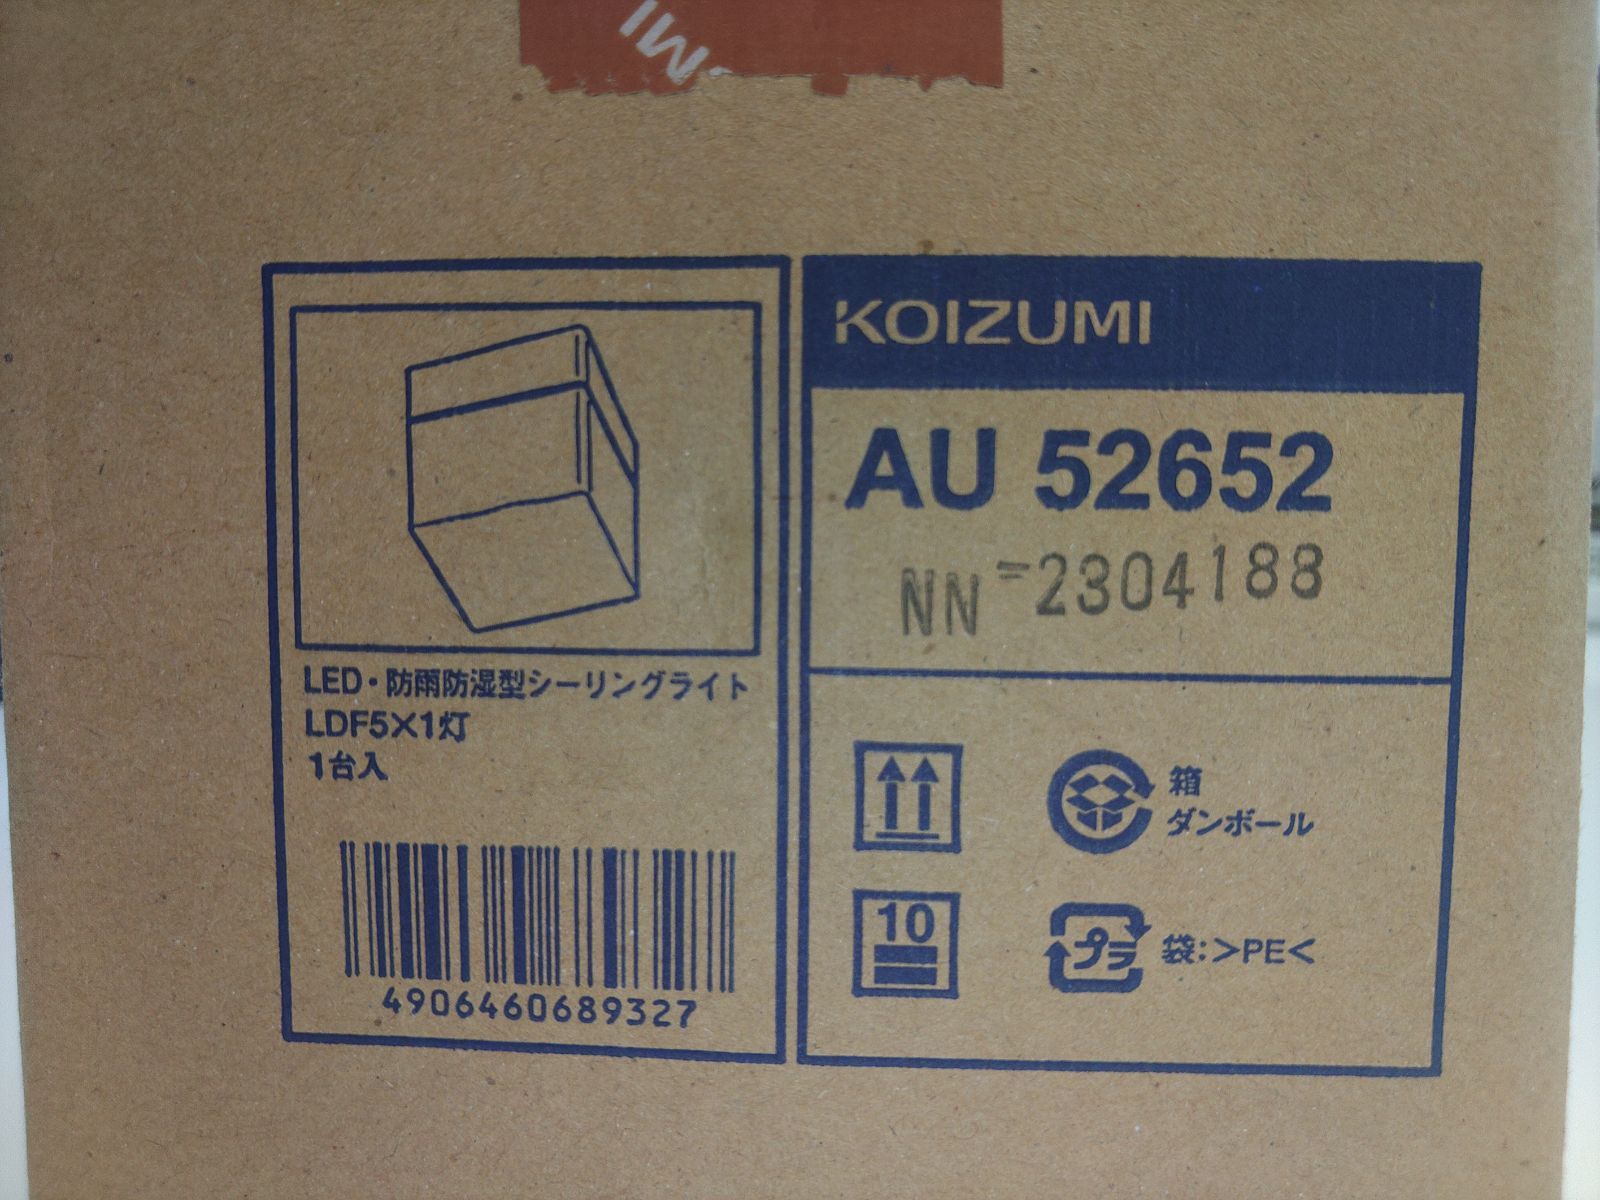 MI
LED・防雨防湿型シーリングライト
LDF5×1灯
1台入
4906460689327
KOIZUMI
AU 52652
NN-2304188
箱
ダンボール
10
プラ
袋:>PE<